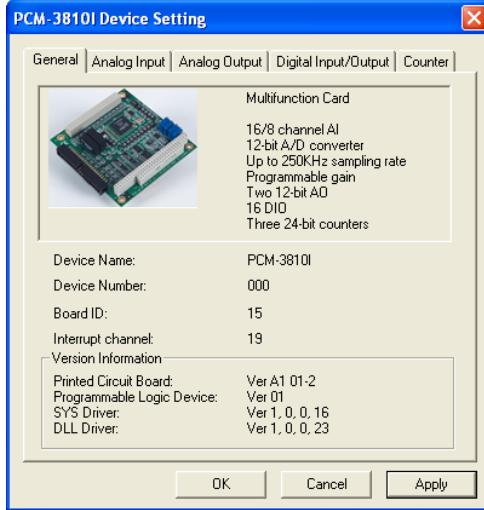 PCM-3810I Device Setting
General Analog Input Analog Output Digital Input/Output Counter
Multifunction Card
16/8 channel AI
12-bit A/D converter
Up to 250KHz sampling rate
Programmable gain
Two 12-bit AO
16 DIO
Three 24-bit counters
Device Name: PCM-3810I
Device Number: 000
Board ID: 15
Interrupt channel: 19
Version Information
Printed Circuit Board: Ver A1 01-2
Programmable Logic Device: Ver 01
SYS Driver: Ver 1, 0, 0, 16
DLL Driver: Ver 1, 0, 0, 23
OK Cancel Apply